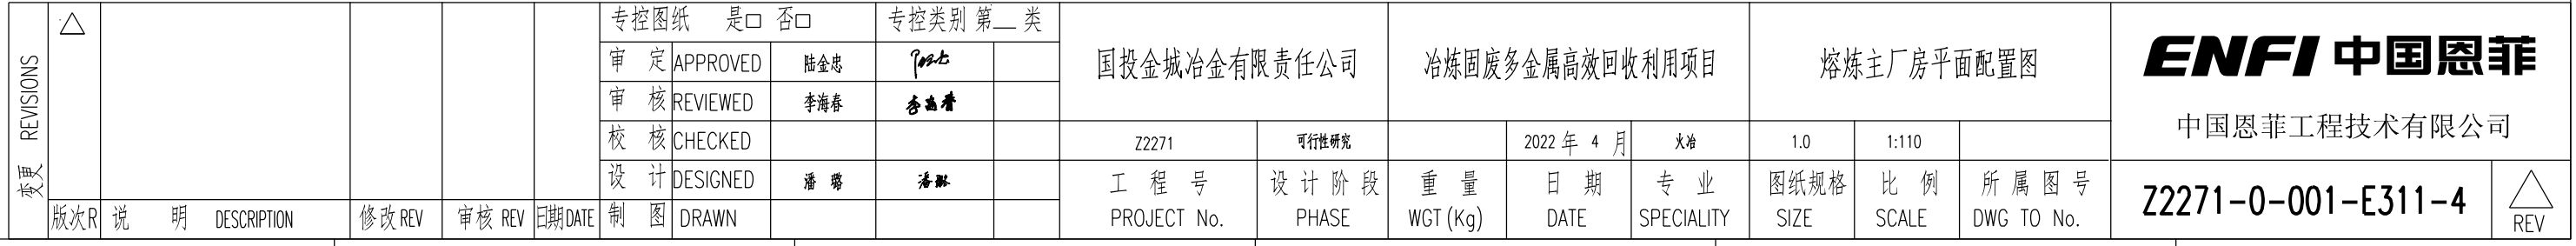 变更 REVISIONS
版次R 说 明 DESCRIPTION 修改 REV 审核 REV 日期DATE
专控图纸 是□ 否□ 专控类别 第__类
审 定 APPROVED 陆金忠
审 核 REVIEWED 李海春 李海春
校 核 CHECKED
设 计 DESIGNED 潘 璐 潘璐
制 图 DRAWN
国投金城冶金有限责任公司
冶炼固废多金属高效回收利用项目
熔炼主厂房平面配置图
Z2271 可行性研究 2022 年 4 月 火冶 1.0 1:110
工 程 号 设 计 阶 段 重 量 日 期 专 业 图纸规格 比 例 所 属 图 号
PROJECT No. PHASE WGT (Kg) DATE SPECIALITY SIZE SCALE DWG TO No.
ENFI 中国恩菲
中国恩菲工程技术有限公司
Z2271-0-001-E311-4
REV